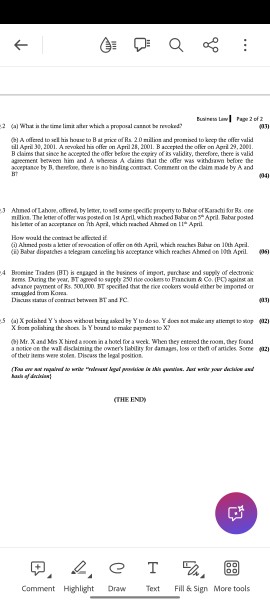 Business Law Page 2 of 2
.2 (a) What is the time limit after which a proposal cannot be revoked? (03)
(b) A offered to sell his house to B at price of Rs. 2.0 million and promised to keep the offer valid
till April 30, 2001. A revoked his offer on April 28, 2001. B accepted the offer on April 29, 2001.
B claims that since he accepted the offer before the expiry of its validity, therefore, there is valid
agreement between him and A whereas A claims that the offer was withdrawn before the
acceptance by B, therefore, there is no binding contract. Comment on the claim made by A and
B? (04)
.3 Ahmed of Lahore offered, by letter, to sell some specific property to Babar of Karachi for Rs. one
million. The letter of offer was posted on 1st April, which reached Babar on 5th April. Babar posted
his letter of an acceptance on 7th April, which reached Ahmed on 11th April.
How would the contract be affected if:
(i) Ahmed posts a letter of revocation of offer on 6th April, which reaches Babar on 10th April.
(ii) Babar dispatches a telegram canceling his acceptance which reaches Ahmed on 10th April. (06)
.4 Bromine Traders (BT) is engaged in the business of import, purchase and supply of electronic
items. During the year, BT agreed to supply 250 rice cookers to Francium & Co. (FC) against an
advance payment of Rs. 500,000. BT specified that the rice cookers would either be imported or
smuggled from Korea.
Discuss status of contract between BT and FC. (03)
.5 (a) X polished Y's shoes without being asked by Y to do so. Y does not make any attempt to stop (02)
X from polishing the shoes. Is Y bound to make payment to X?
(b) Mr. X and Mrs X hired a room in a hotel for a week. When they entered the room, they found (02)
a notice on the wall disclaiming the owner's liability for damages, loss or theft of articles. Some
of their items were stolen. Discuss the legal position.
(You are not required to write "relevant legal provision in this question. Just write your decision and
basis of decision)
(THE END)
Comment Highlight Draw Text Fill & Sign More tools